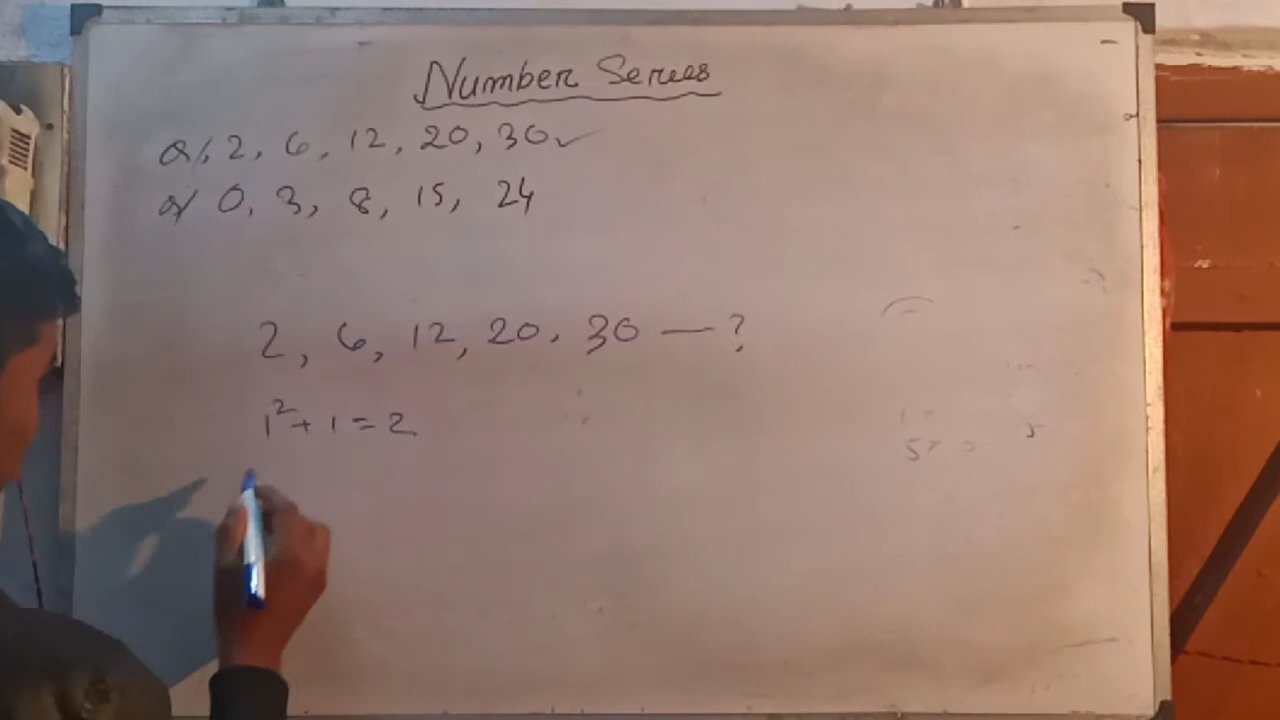 Number Series
Q/. 2, 6, 12, 20, 30 ✓
Q/ 0, 3, 8, 15, 24
2, 6, 12, 20, 30 — ?
1² + 1 = 2